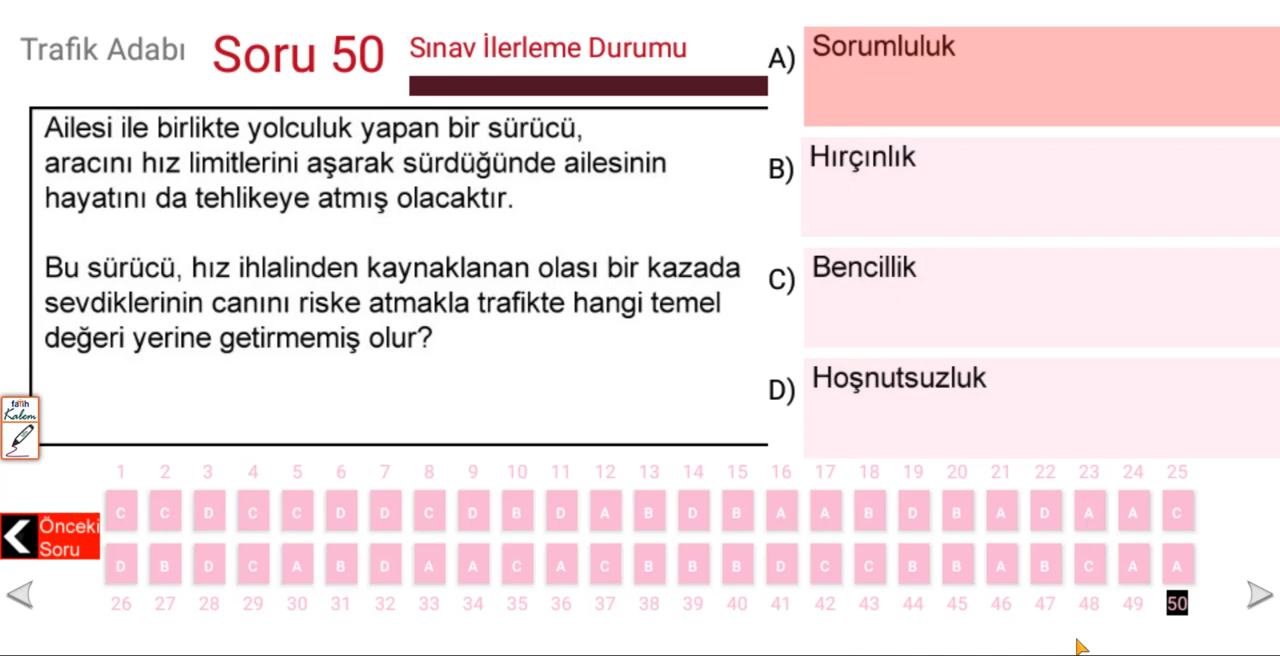 Trafik Adabı
Soru 50
Sınav İlerleme Durumu
Ailesi ile birlikte yolculuk yapan bir sürücü,
aracını hız limitlerini aşarak sürdüğünde ailesinin
hayatını da tehlikeye atmış olacaktır.
Bu sürücü, hız ihlalinden kaynaklanan olası bir kazada
sevdiklerinin canını riske atmakla trafikte hangi temel
değeri yerine getirmemiş olur?
A) Sorumluluk
B) Hırçınlık
C) Bencillik
D) Hoşnutsuzluk
fatih
Kalem
Önceki
Soru
1 2 3 4 5 6 7 8 9 10 11 12 13 14 15 16 17 18 19 20 21 22 23 24 25
C C D C C D D C D B D A B D B A A B D B A D A A C
D B D C A B D A A C A C B B B D C C B B A B C A A
26 27 28 29 30 31 32 33 34 35 36 37 38 39 40 41 42 43 44 45 46 47 48 49 50